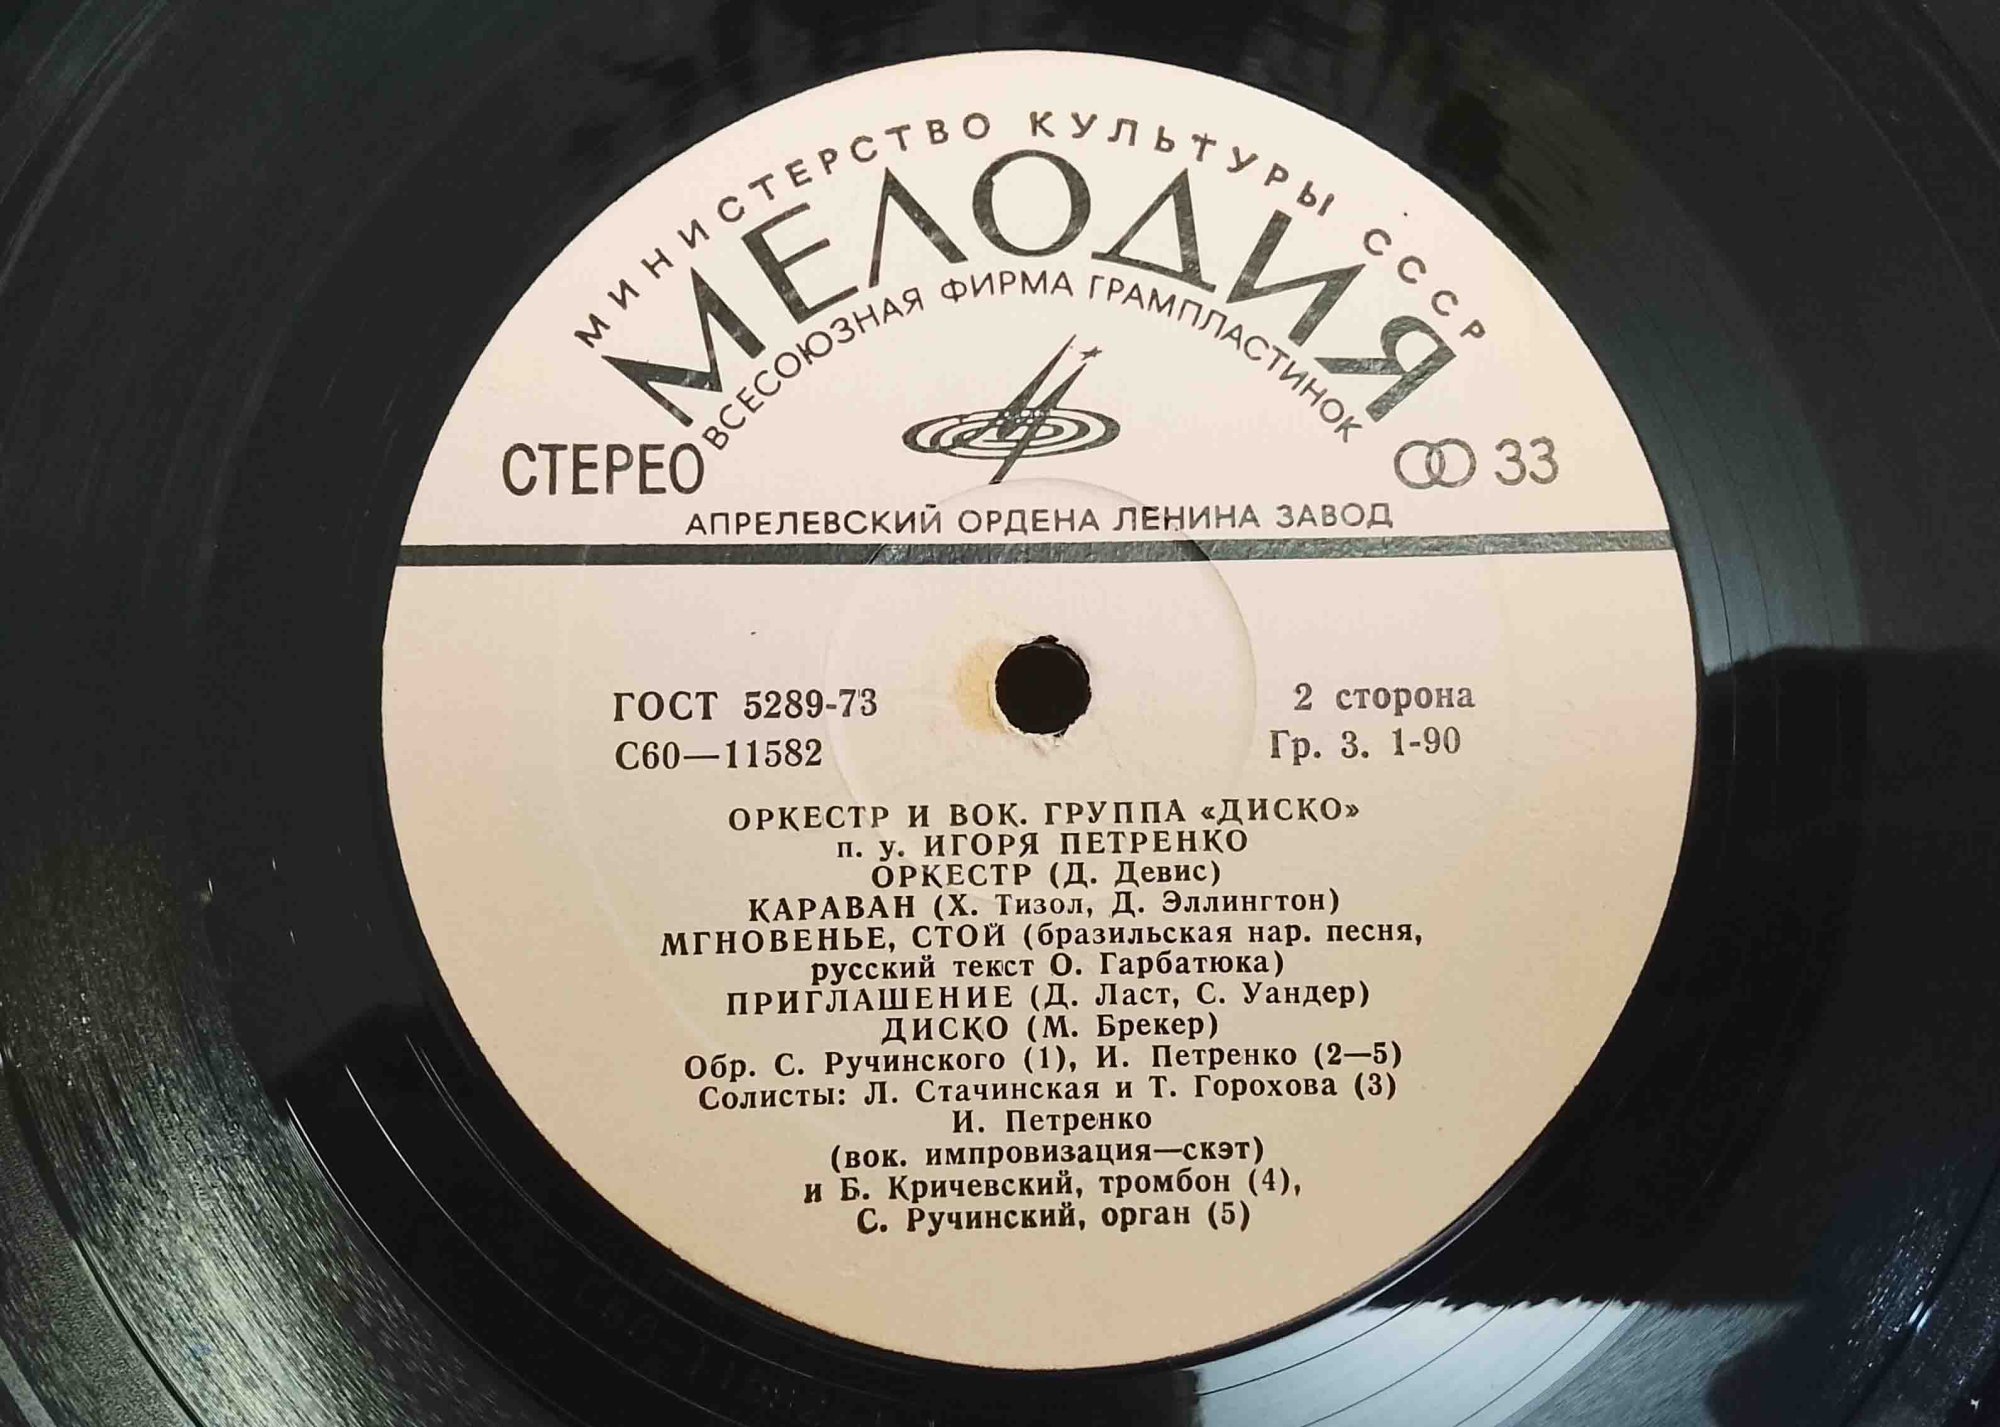 МИНИСТЕРСТВО КУЛЬТУРЫ СССР
МЕЛОДИЯ
ВСЕСОЮЗНАЯ ФИРМА ГРАМПЛАСТИНОК
СТЕРЕО
33
АПРЕЛЕВСКИЙ ОРДЕНА ЛЕНИНА ЗАВОД
ГОСТ 5289-73
2 сторона
С60—11582
Гр. 3. 1-90
ОРКЕСТР И ВОК. ГРУППА «ДИСКО»
п. у. ИГОРЯ ПЕТРЕНКО
ОРКЕСТР (Д. Девис)
КАРАВАН (Х. Тизол, Д. Эллингтон)
МГНОВЕНЬЕ, СТОЙ (бразильская нар. песня,
русский текст О. Гарбатюка)
ПРИГЛАШЕНИЕ (Д. Ласт, С. Уандер)
ДИСКО (М. Брекер)
Обр. С. Ручинского (1), И. Петренко (2—5)
Солисты: Л. Стачинская и Т. Горохова (3)
И. Петренко
(вок. импровизация—скэт)
и Б. Кричевский, тромбон (4),
С. Ручинский, орган (5)